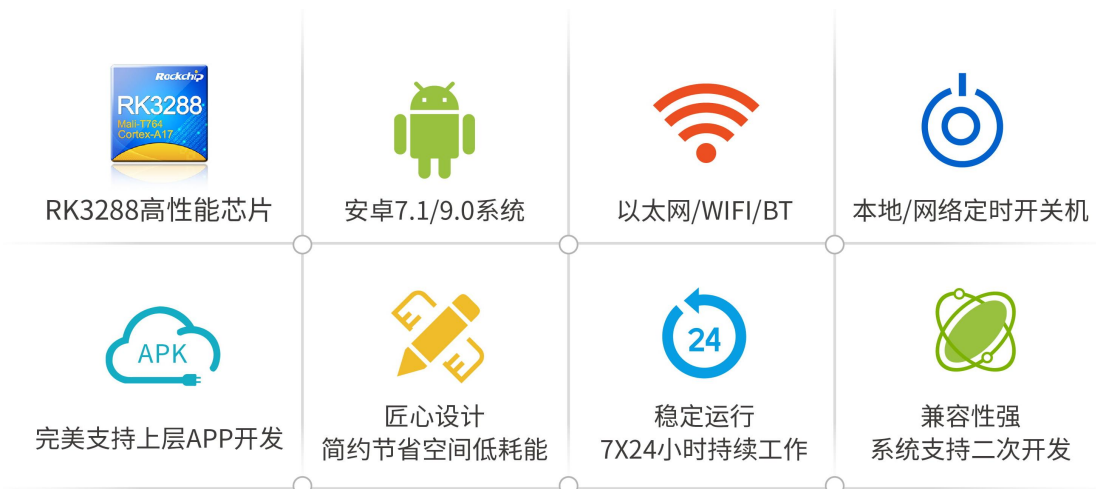 Rockchip
RK3288
Mali-T764
Cortex-A17
RK3288高性能芯片
安卓7.1/9.0系统
以太网/WIFI/BT
本地/网络定时开关机
APK
完美支持上层APP开发
匠心设计
简约节省空间低耗能
24
稳定运行
7X24小时持续工作
兼容性强
系统支持二次开发